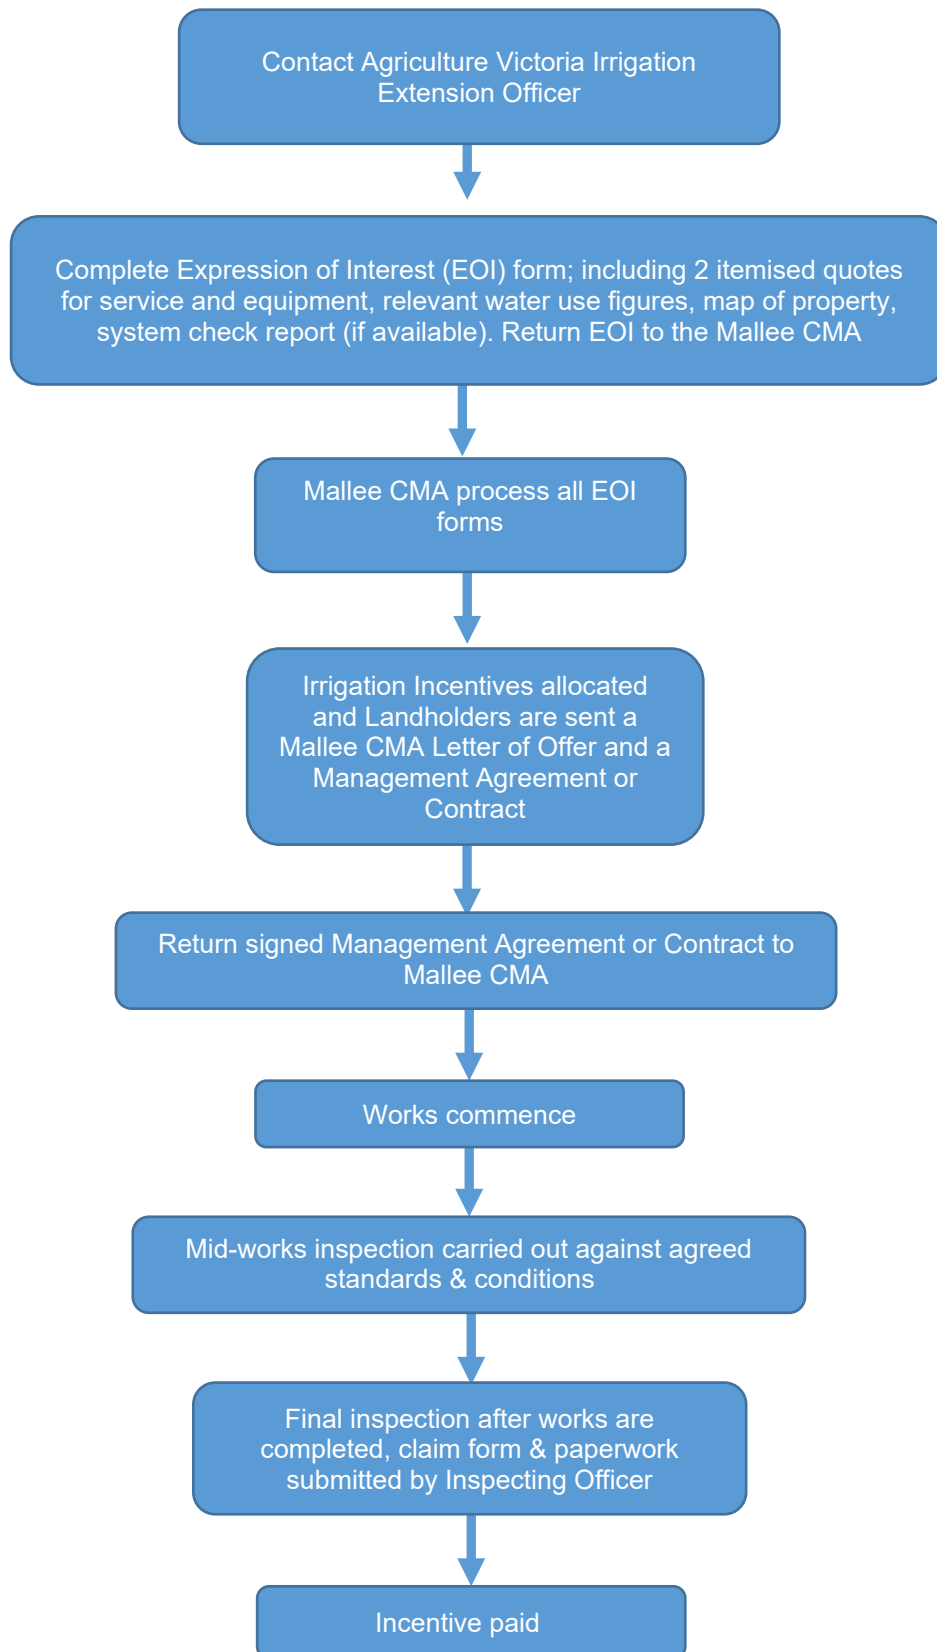 Contact Agriculture Victoria Irrigation
Extension Officer
Complete Expression of Interest (EOI) form; including 2 itemised quotes
for service and equipment, relevant water use figures, map of property,
system check report (if available). Return EOI to the Mallee CMA
Mallee CMA process all EOI
forms
Irrigation Incentives allocated
and Landholders are sent a
Mallee CMA Letter of Offer and a
Management Agreement or
Contract
Return signed Management Agreement or Contract to
Mallee CMA
Works commence
Mid-works inspection carried out against agreed
standards & conditions
Final inspection after works are
completed, claim form & paperwork
submitted by Inspecting Officer
Incentive paid